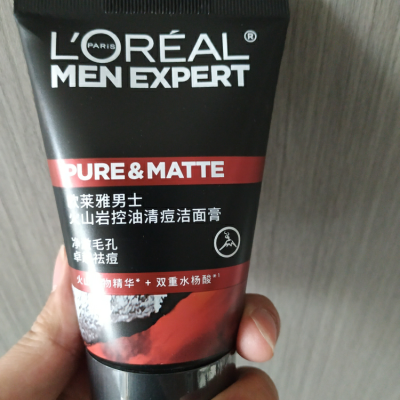 L'ORÉAL®
PARIS
MEN EXPERT
PURE&MATTE
欧莱雅男士
火山岩控油清痘洁面膏
毛孔
祛痘
物精华* + 双重水杨酸*